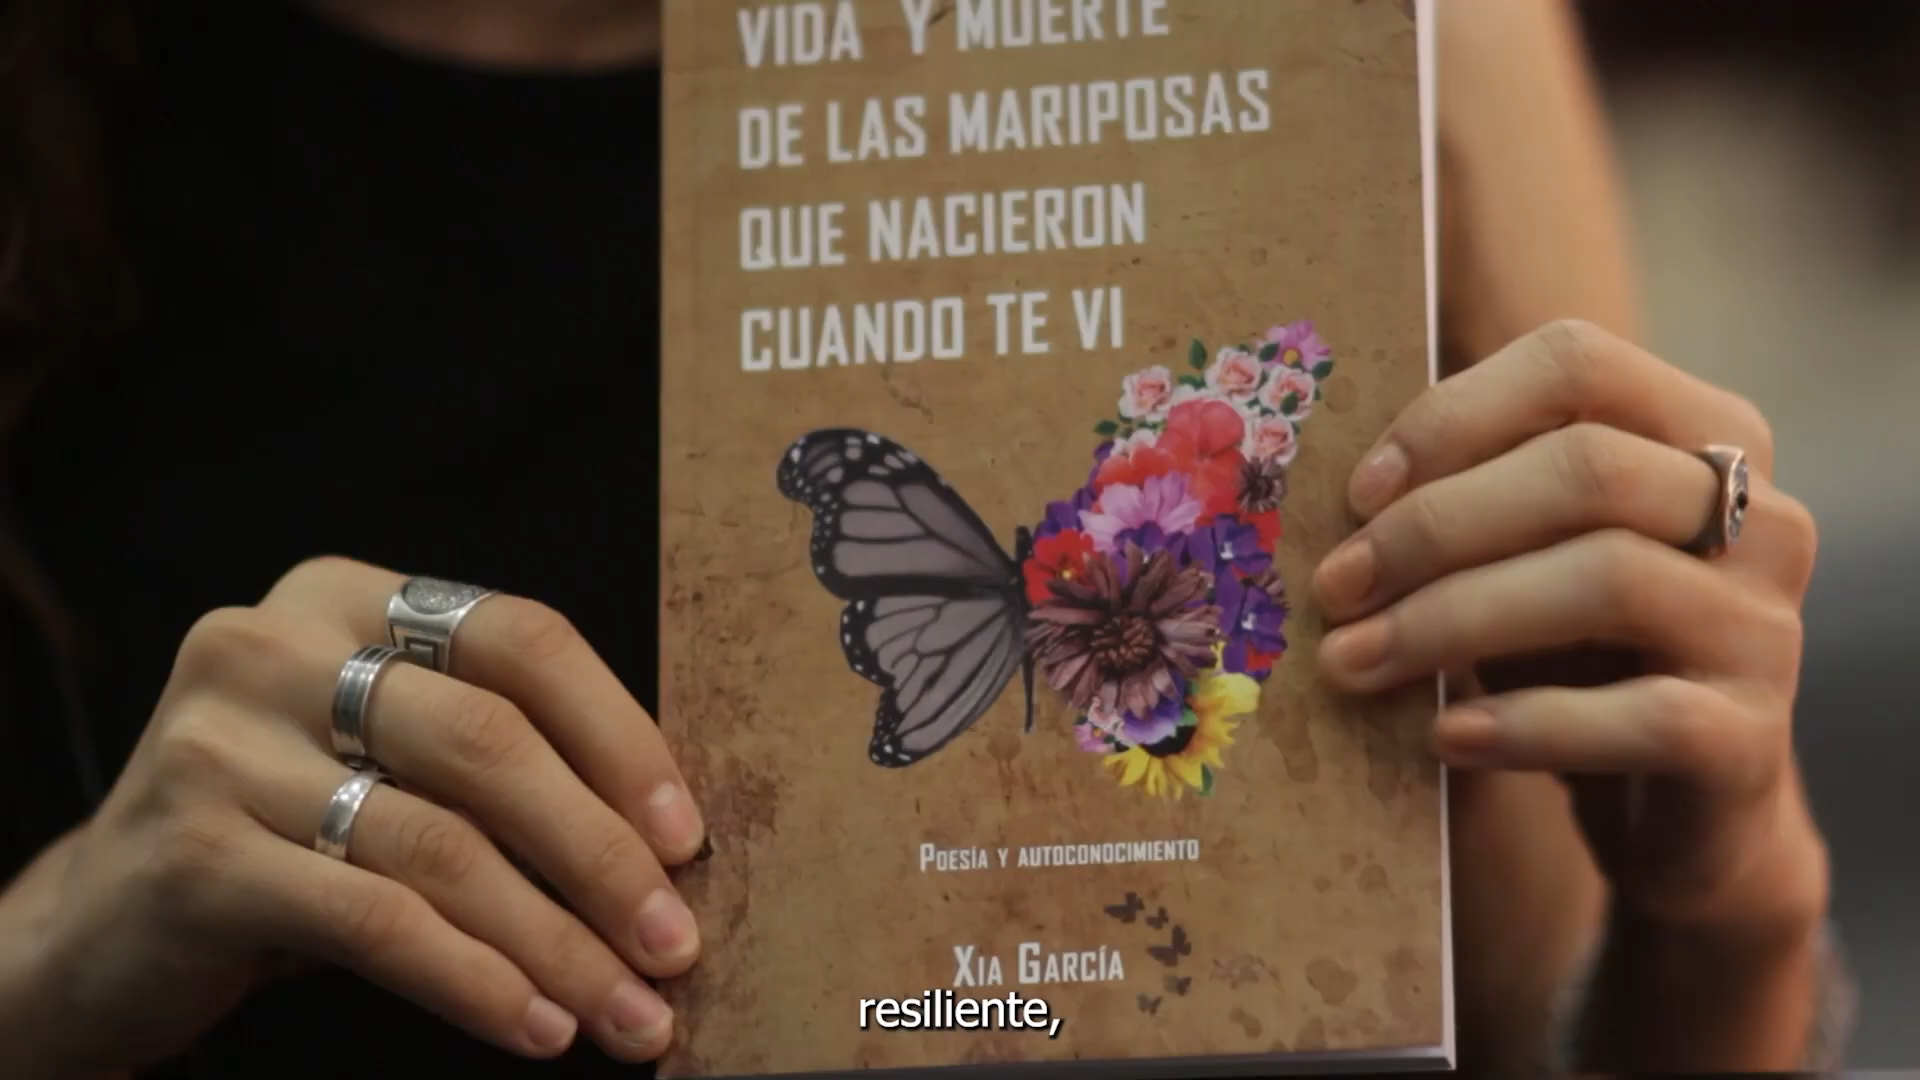 VIDA Y MUERTE
DE LAS MARIPOSAS
QUE NACIERON
CUANDO TE VI
POESÍA Y AUTOCONOCIMIENTO
XIA GARCÍA
resiliente,